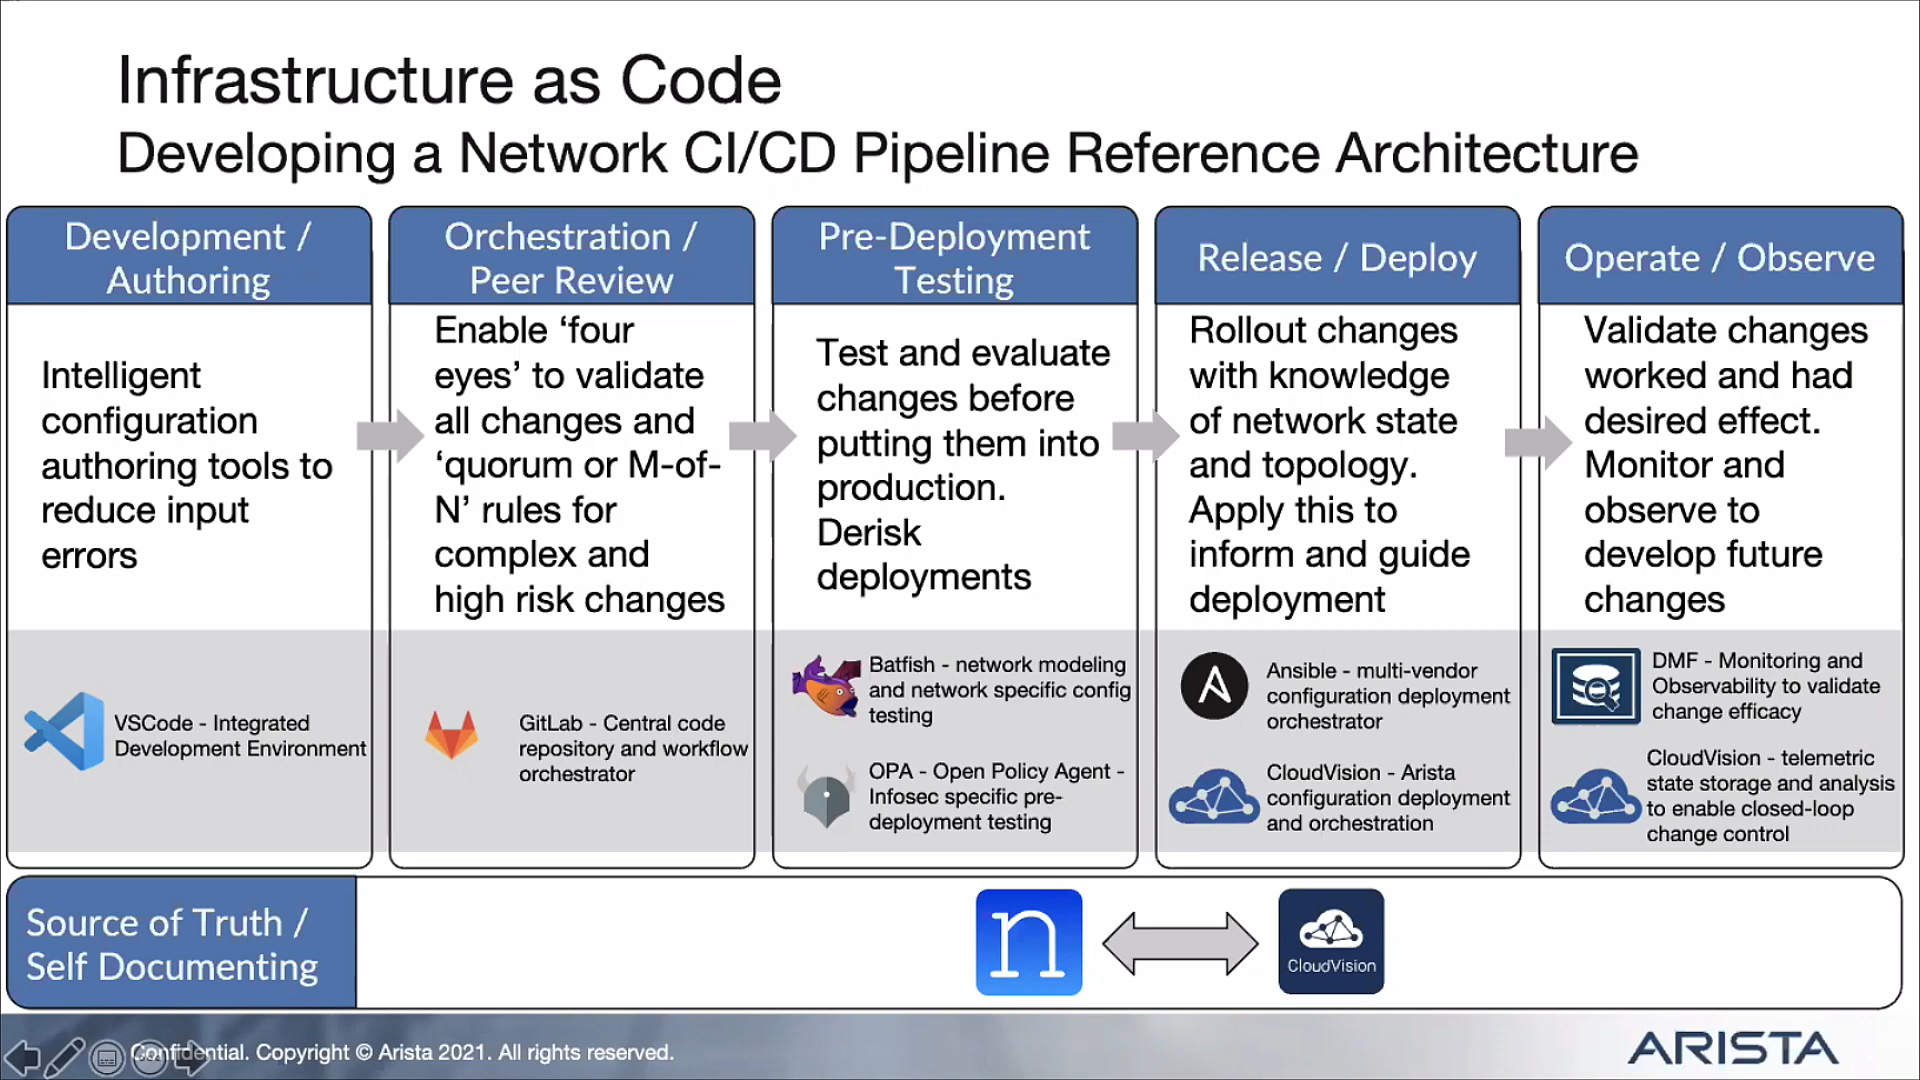 Infrastructure as Code
Developing a Network CI/CD Pipeline Reference Architecture
Development /
Authoring
Intelligent
configuration
authoring tools to
reduce input
errors
VSCode - Integrated
Development Environment
Orchestration /
Peer Review
Enable ‘four
eyes’ to validate
all changes and
‘quorum or M-of-
N’ rules for
complex and
high risk changes
GitLab - Central code
repository and workflow
orchestrator
Pre-Deployment
Testing
Test and evaluate
changes before
putting them into
production.
Derisk
deployments
Batfish - network modeling
and network specific config
testing
OPA - Open Policy Agent -
Infosec specific pre-
deployment testing
Release / Deploy
Rollout changes
with knowledge
of network state
and topology.
Apply this to
inform and guide
deployment
Ansible - multi-vendor
configuration deployment
orchestrator
CloudVision - Arista
configuration deployment
and orchestration
Operate / Observe
Validate changes
worked and had
desired effect.
Monitor and
observe to
develop future
changes
DMF - Monitoring and
Observability to validate
change efficacy
CloudVision - telemetric
state storage and analysis
to enable closed-loop
change control
Source of Truth /
Self Documenting
n
CloudVision
Confidential. Copyright © Arista 2021. All rights reserved.
ARISTA